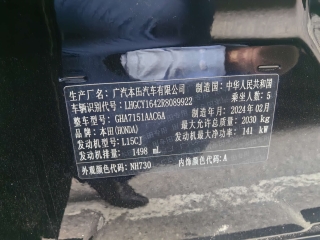 生产厂名：广汽本田汽车有限公司 制造国：中华人民共和国
车辆识别代号：LHGCY1642R8089922 乘坐人数：5
整车型号：GHA7151AAC6A 制造年月：2024年02月
品牌：本田(HONDA) 最大允许总质量：2030 kg
发动机型号：L15CJ 发动机最大净功率：141 kW
发动机排量：1498 mL
外观颜色代码：NH730 内饰颜色代码：A